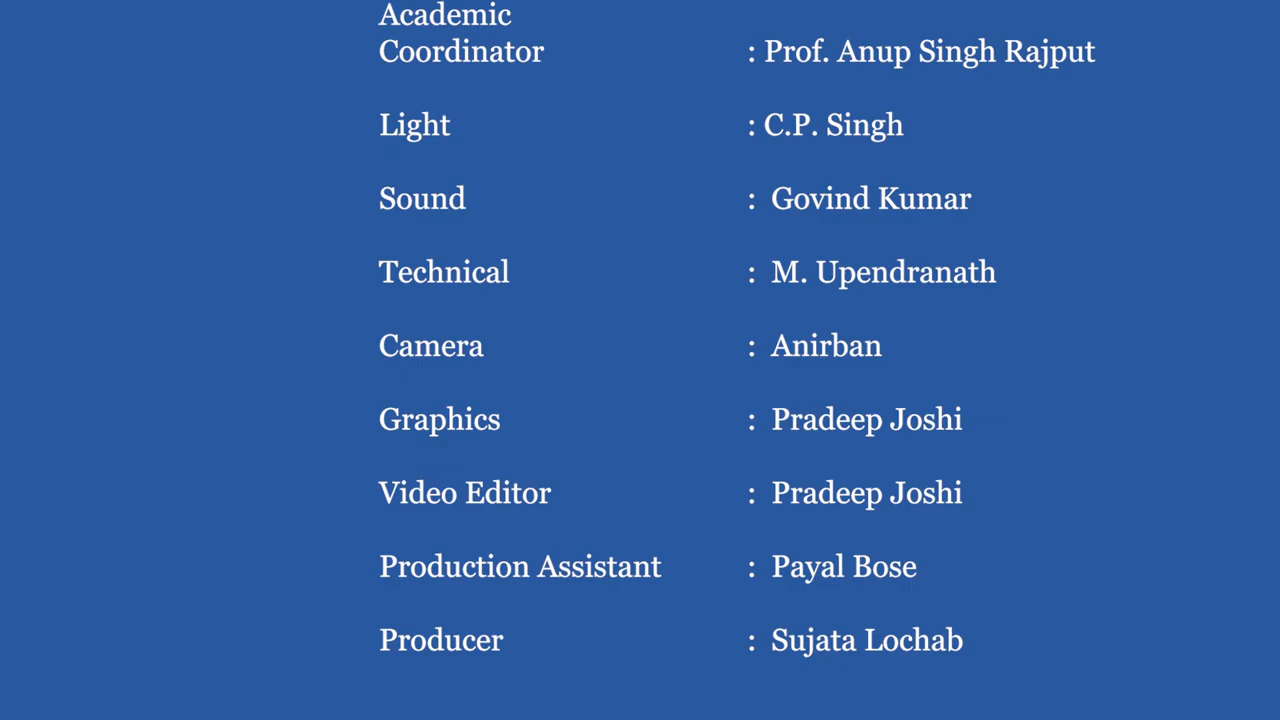 Academic
Coordinator : Prof. Anup Singh Rajput
Light : C.P. Singh
Sound : Govind Kumar
Technical : M. Upendranath
Camera : Anirban
Graphics : Pradeep Joshi
Video Editor : Pradeep Joshi
Production Assistant : Payal Bose
Producer : Sujata Lochab